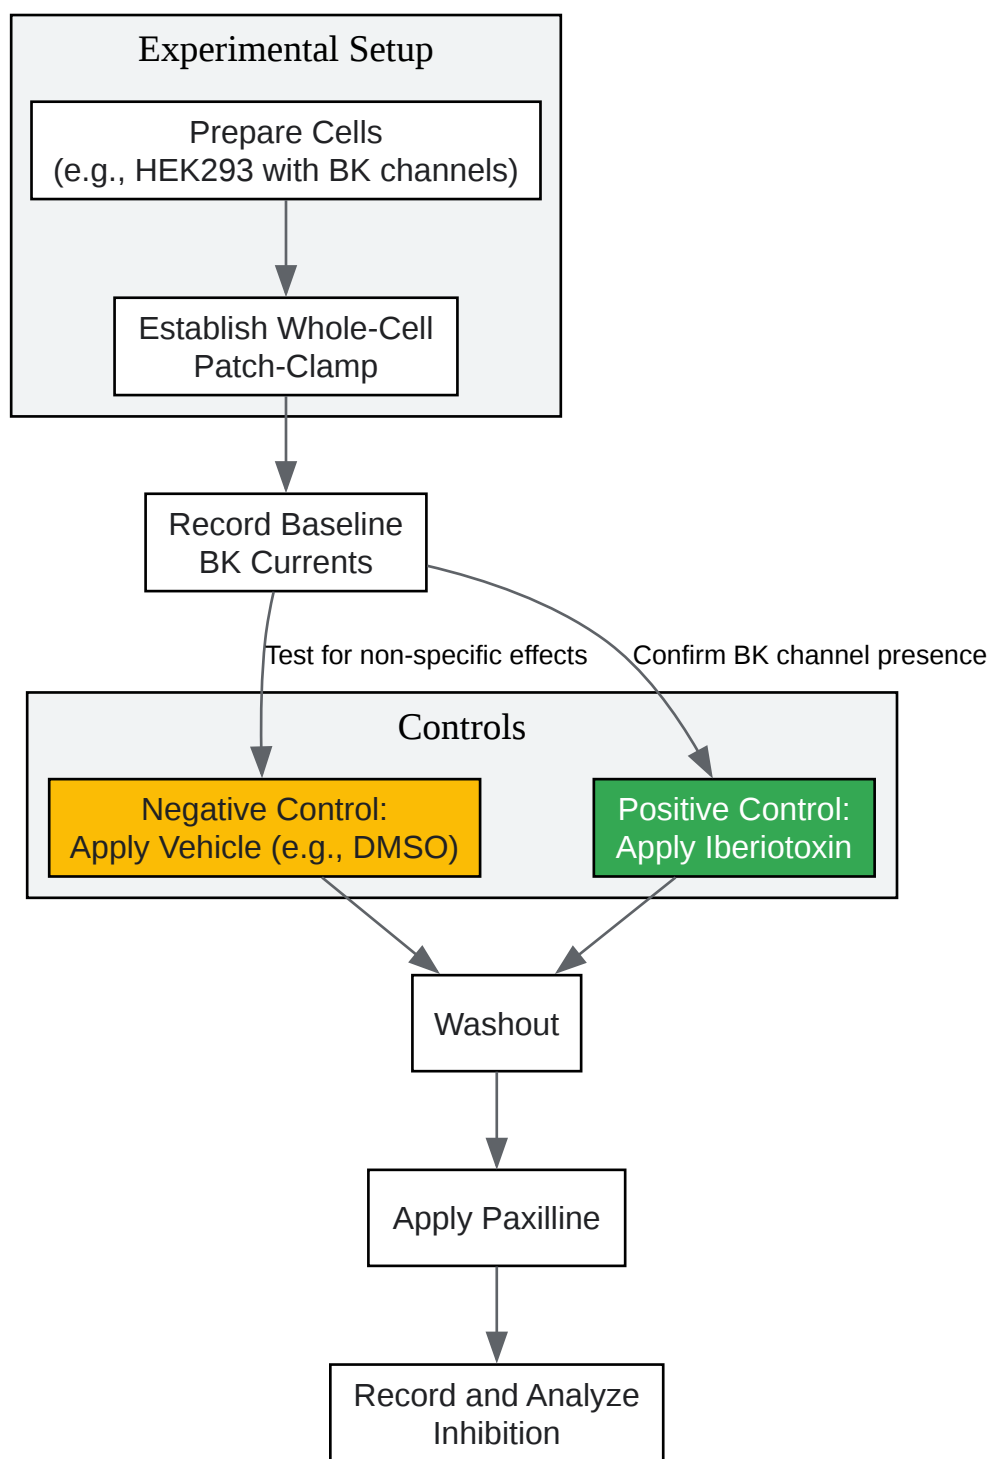 Experimental Setup
Prepare Cells
(e.g., HEK293 with BK channels)
Establish Whole-Cell
Patch-Clamp
Record Baseline
BK Currents
Test for non-specific effects
Confirm BK channel presence
Controls
Negative Control:
Apply Vehicle (e.g., DMSO)
Positive Control:
Apply Iberiotoxin
Washout
Apply Paxilline
Record and Analyze
Inhibition